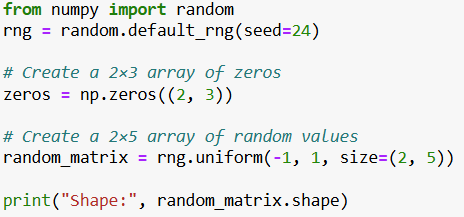 from numpy import random
rng = random.default_rng(seed=24)
# Create a 2×3 array of zeros
zeros = np.zeros((2, 3))
# Create a 2×5 array of random values
random_matrix = rng.uniform(-1, 1, size=(2, 5))
print("Shape:", random_matrix.shape)